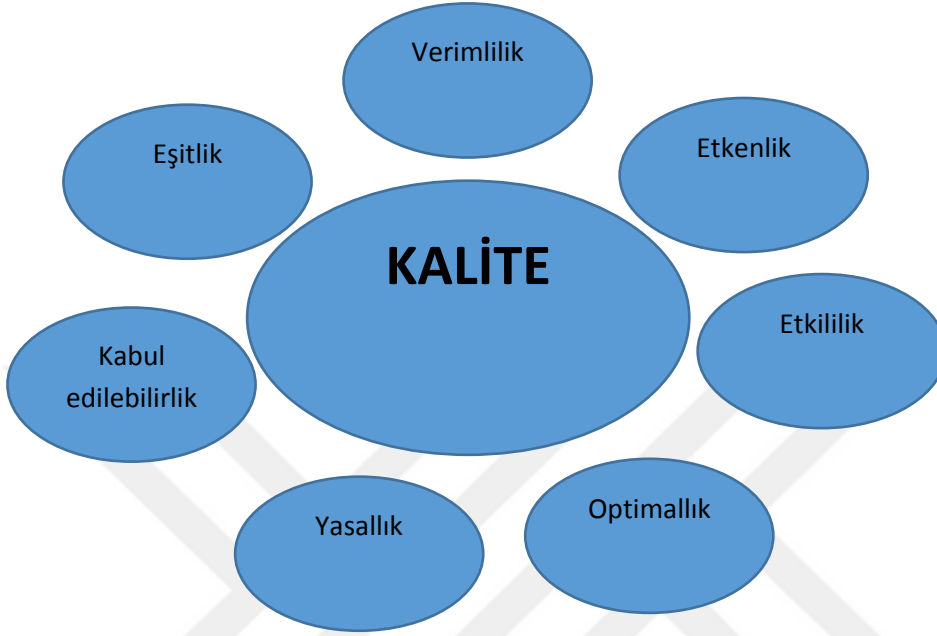 Verimlilik
Eşitlik
Etkenlik
KALİTE
Etkililik
Kabul
edilebilirlik
Optimallık
Yasallık